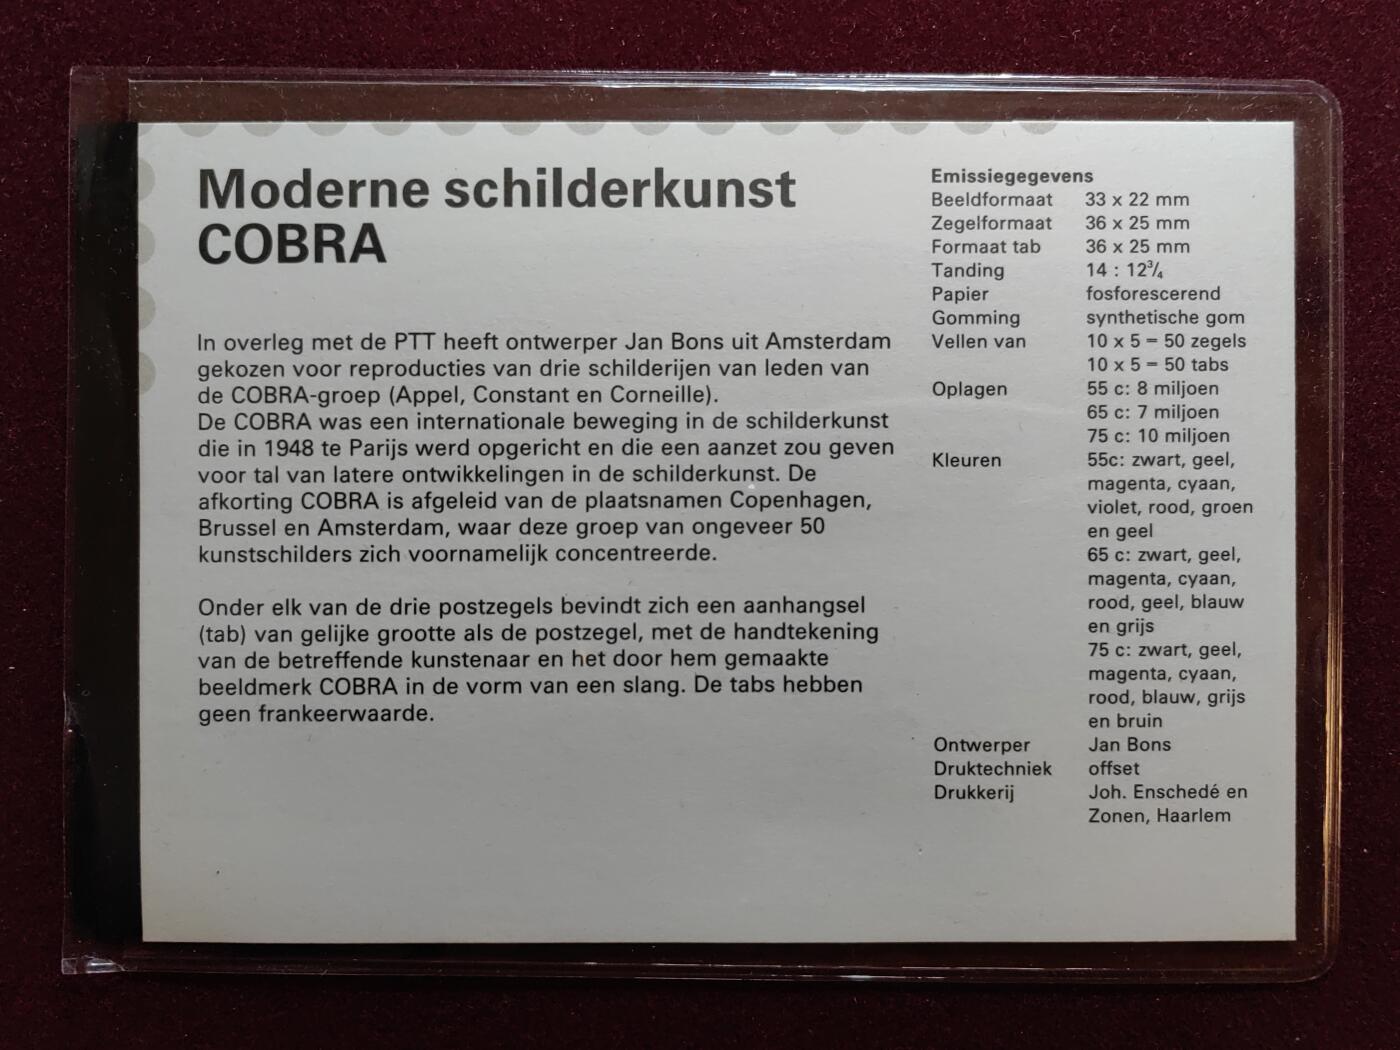 Moderne schilderkunst
COBRA
In overleg met de PTT heeft ontwerper Jan Bons uit Amsterdam
gekozen voor reproducties van drie schilderijen van leden van
de COBRA-groep (Appel, Constant en Corneille).
De COBRA was een internationale beweging in de schilderkunst
die in 1948 te Parijs werd opgericht en die een aanzet zou geven
voor tal van latere ontwikkelingen in de schilderkunst. De
afkorting COBRA is afgeleid van de plaatsnamen Copenhagen,
Brussel en Amsterdam, waar deze groep van ongeveer 50
kunstschilders zich voornamelijk concentreerde.
Onder elk van de drie postzegels bevindt zich een aanhangsel
(tab) van gelijke grootte als de postzegel, met de handtekening
van de betreffende kunstenaar en het door hem gemaakte
beeldmerk COBRA in de vorm van een slang. De tabs hebben
geen frankeerwaarde.
Emissiegegevens
Beeldformaat 33 x 22 mm
Zegelformaat 36 x 25 mm
Formaat tab 36 x 25 mm
Tanding 14 : 12¾
Papier fosforescerend
Gomming synthetische gom
Vellen van 10 x 5 = 50 zegels
10 x 5 = 50 tabs
Oplagen 55 c: 8 miljoen
65 c: 7 miljoen
75 c: 10 miljoen
Kleuren 55c: zwart, geel,
magenta, cyaan,
violet, rood, groen
en geel
65 c: zwart, geel,
magenta, cyaan,
rood, geel, blauw
en grijs
75 c: zwart, geel,
magenta, cyaan,
rood, blauw, grijs
en bruin
Ontwerper Jan Bons
Druktechniek offset
Drukkerij Joh. Enschedé en
Zonen, Haarlem